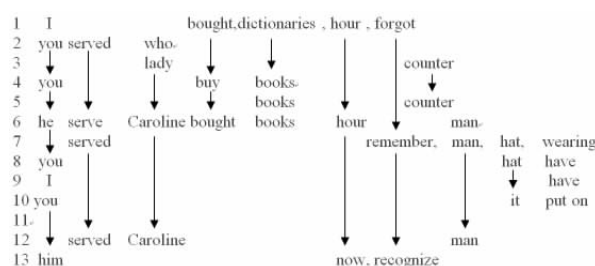 1 I bought,dictionaries , hour , forgot
2 you served who
3 lady counter
4 you buy books
5 books counter
6 he serve Caroline bought books hour man
7 served remember, man, hat, wearing
8 you hat have
9 I have
10 you it put on
11
12 served Caroline man
13 him now, recognize